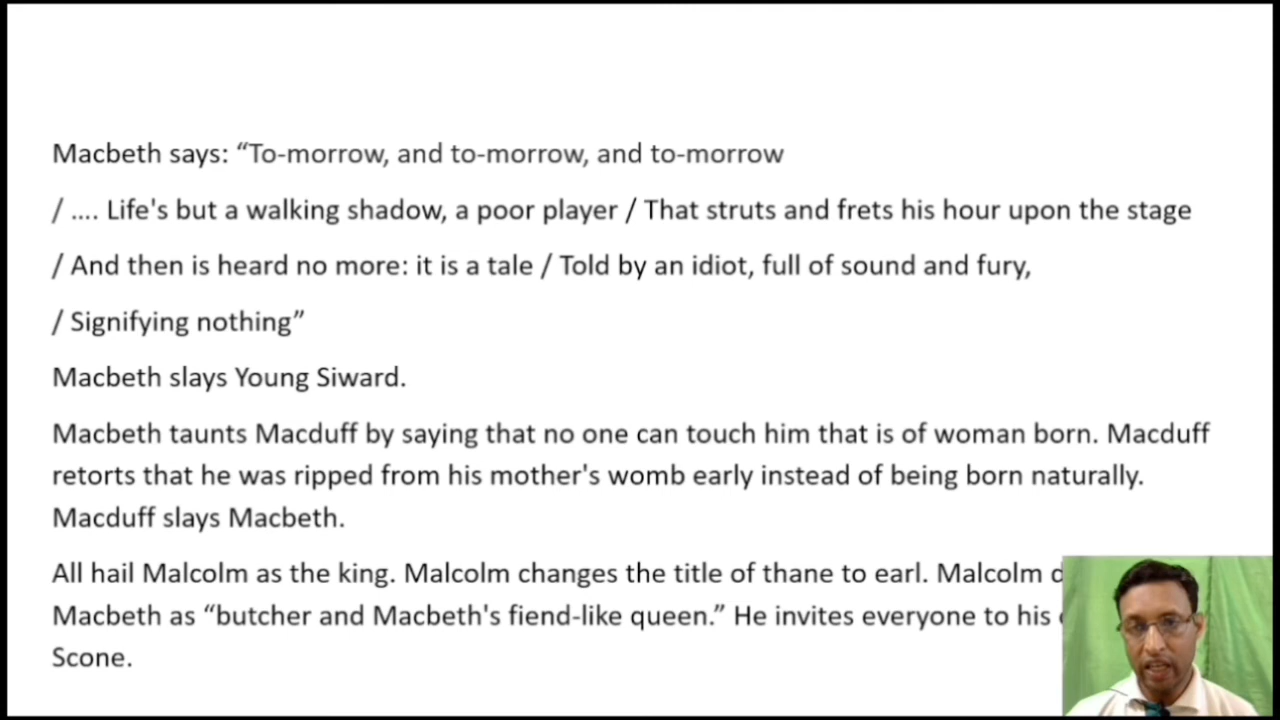 Macbeth says: “To-morrow, and to-morrow, and to-morrow
/ .... Life's but a walking shadow, a poor player / That struts and frets his hour upon the stage
/ And then is heard no more: it is a tale / Told by an idiot, full of sound and fury,
/ Signifying nothing”
Macbeth slays Young Siward.
Macbeth taunts Macduff by saying that no one can touch him that is of woman born. Macduff
retorts that he was ripped from his mother's womb early instead of being born naturally.
Macduff slays Macbeth.
All hail Malcolm as the king. Malcolm changes the title of thane to earl. Malcolm
Macbeth as “butcher and Macbeth's fiend-like queen.” He invites everyone to his
Scone.